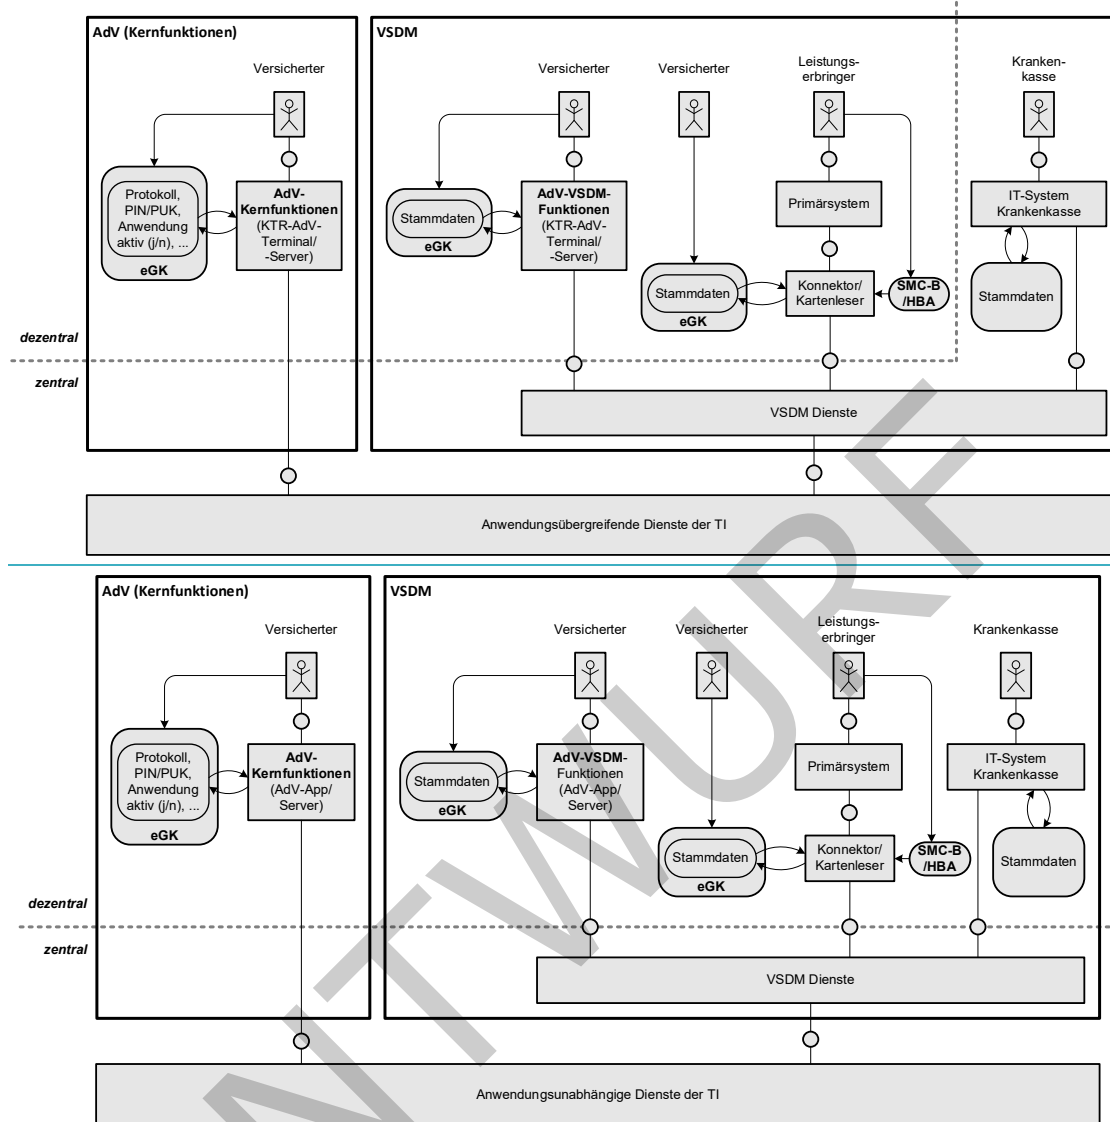 AdV (Kernfunktionen)
VSDM
Versicherter
Versicherter
Versicherter
Leistungs-
erbringer
Kranken-
kasse
Protokoll,
PIN/PUK,
Anwendung
aktiv (j/n), ...
eGK
AdV-
Kernfunktionen
(KTR-AdV-
Terminal/
-Server)
Stammdaten
eGK
AdV-VSDM-
Funktionen
(KTR-AdV-
Terminal/
-Server)
Primärsystem
IT-System
Krankenkasse
Stammdaten
eGK
Konnektor/
Kartenleser
SMC-B
/HBA
Stammdaten
dezentral
zentral
VSDM Dienste
Anwendungsübergreifende Dienste der TI
AdV (Kernfunktionen)
VSDM
Versicherter
Versicherter
Versicherter
Leistungs-
erbringer
Krankenkasse
Protokoll,
PIN/PUK,
Anwendung
aktiv (j/n), ...
eGK
AdV-
Kernfunktionen
(AdV-App/
Server)
Stammdaten
eGK
AdV-VSDM-
Funktionen
(AdV-App/
Server)
Primärsystem
IT-System
Krankenkasse
Stammdaten
eGK
Konnektor/
Kartenleser
SMC-B
/HBA
Stammdaten
dezentral
zentral
VSDM Dienste
Anwendungsunabhängige Dienste der TI
NTWURF